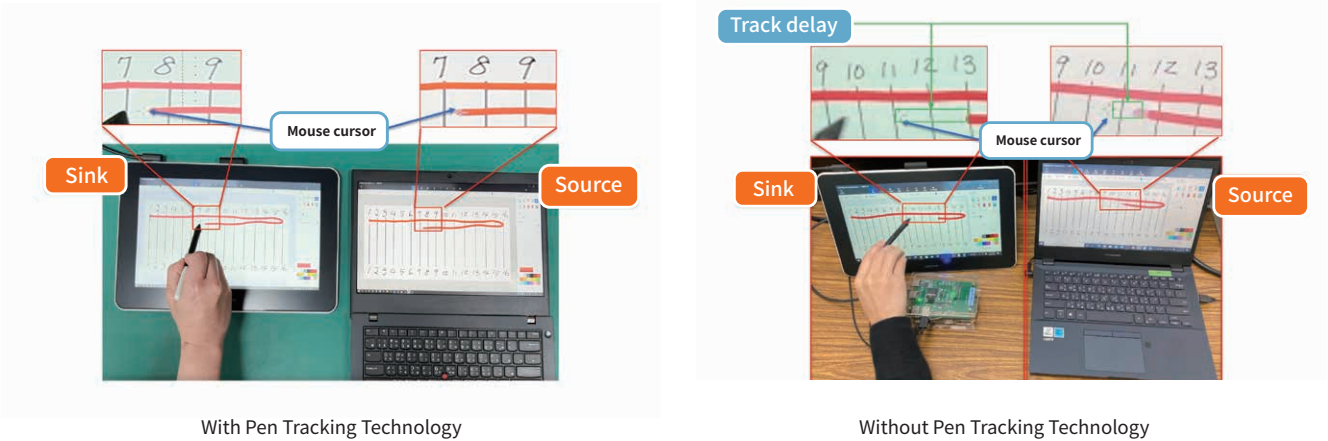 Track delay
7 8 9
7 8 9
9 10 11 12 13
9 10 11 12 13
Mouse cursor
Mouse cursor
Sink
Source
Sink
Source
With Pen Tracking Technology
Without Pen Tracking Technology